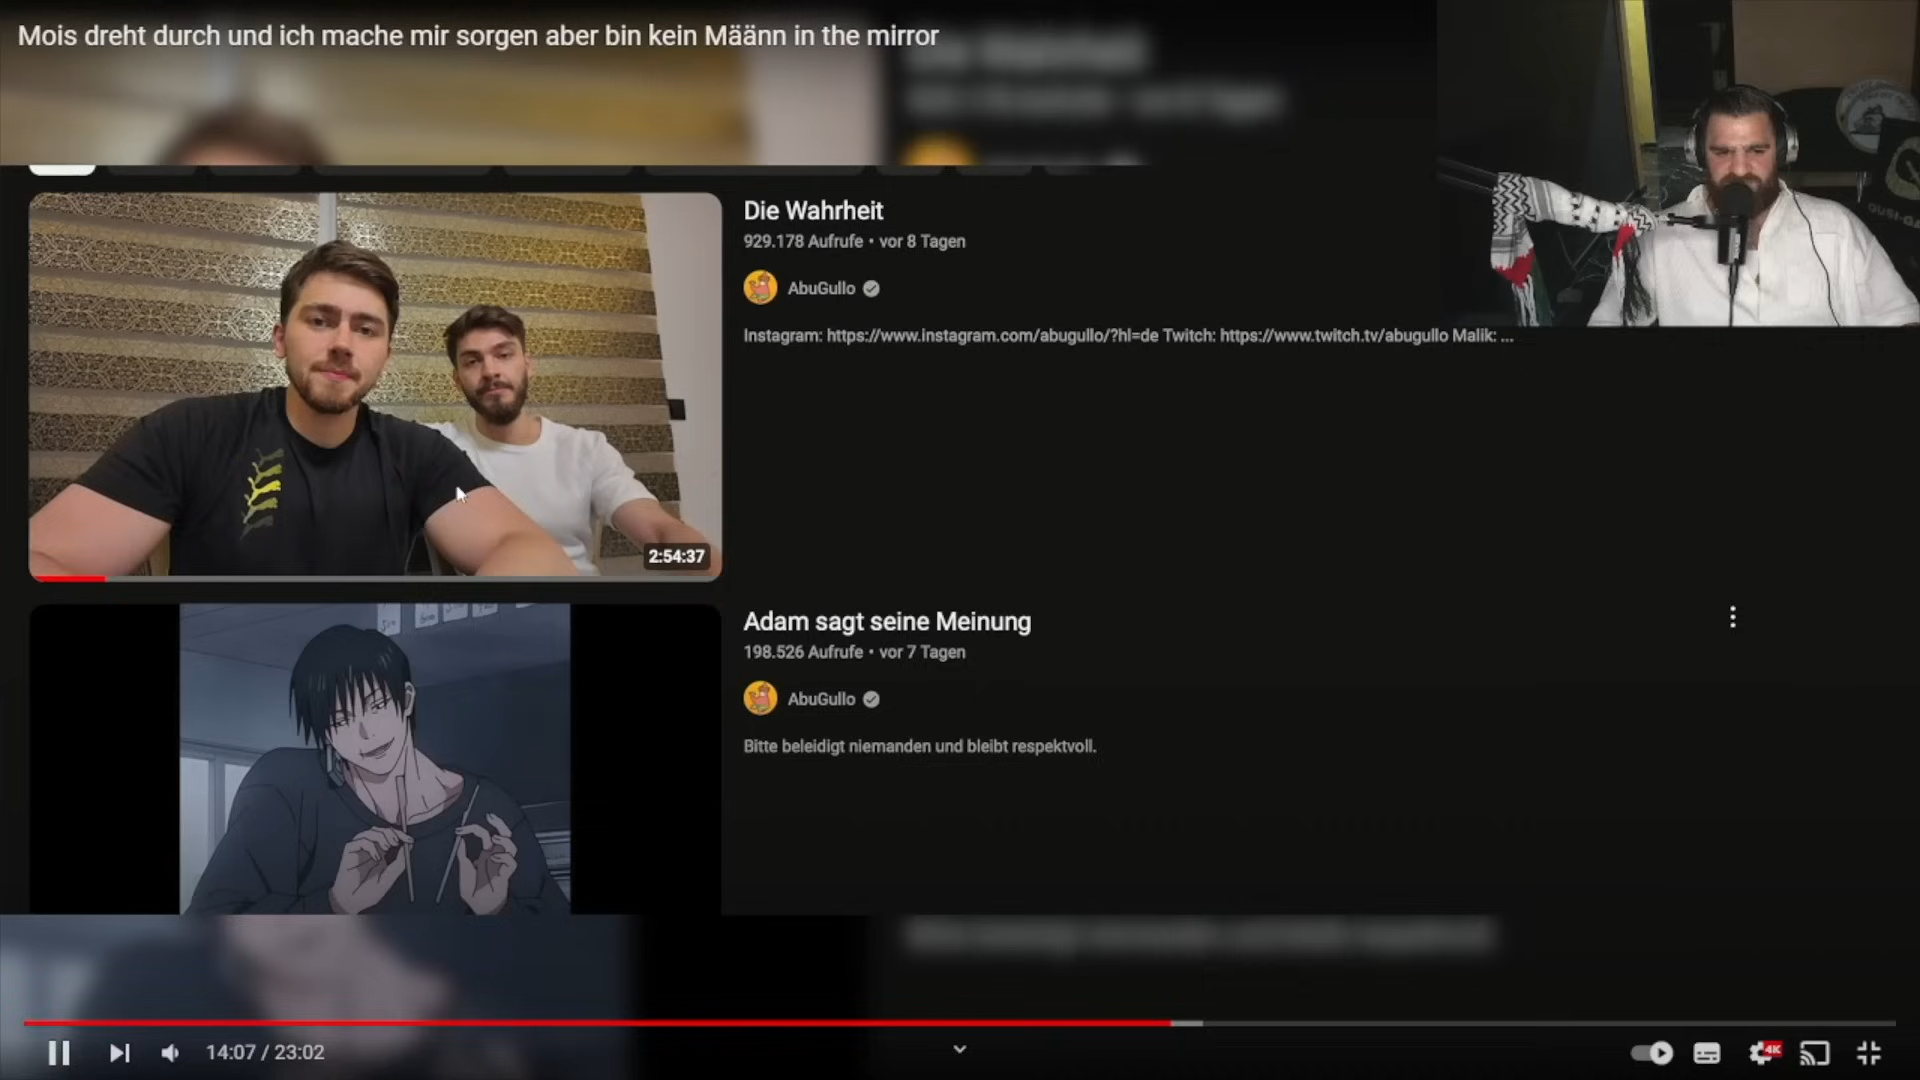 Mois dreht durch und ich mache mir sorgen aber bin kein Määnn in the mirror
Die Wahrheit
929.178 Aufrufe • vor 8 Tagen
AbuGullo
Instagram: https://www.instagram.com/abugullo/?hl=de Twitch: https://www.twitch.tv/abugullo Malik: ...
2:54:37
Adam sagt seine Meinung
198.526 Aufrufe • vor 7 Tagen
AbuGullo
Bitte beleidigt niemanden und bleibt respektvoll.
14:07 / 23:02
4K